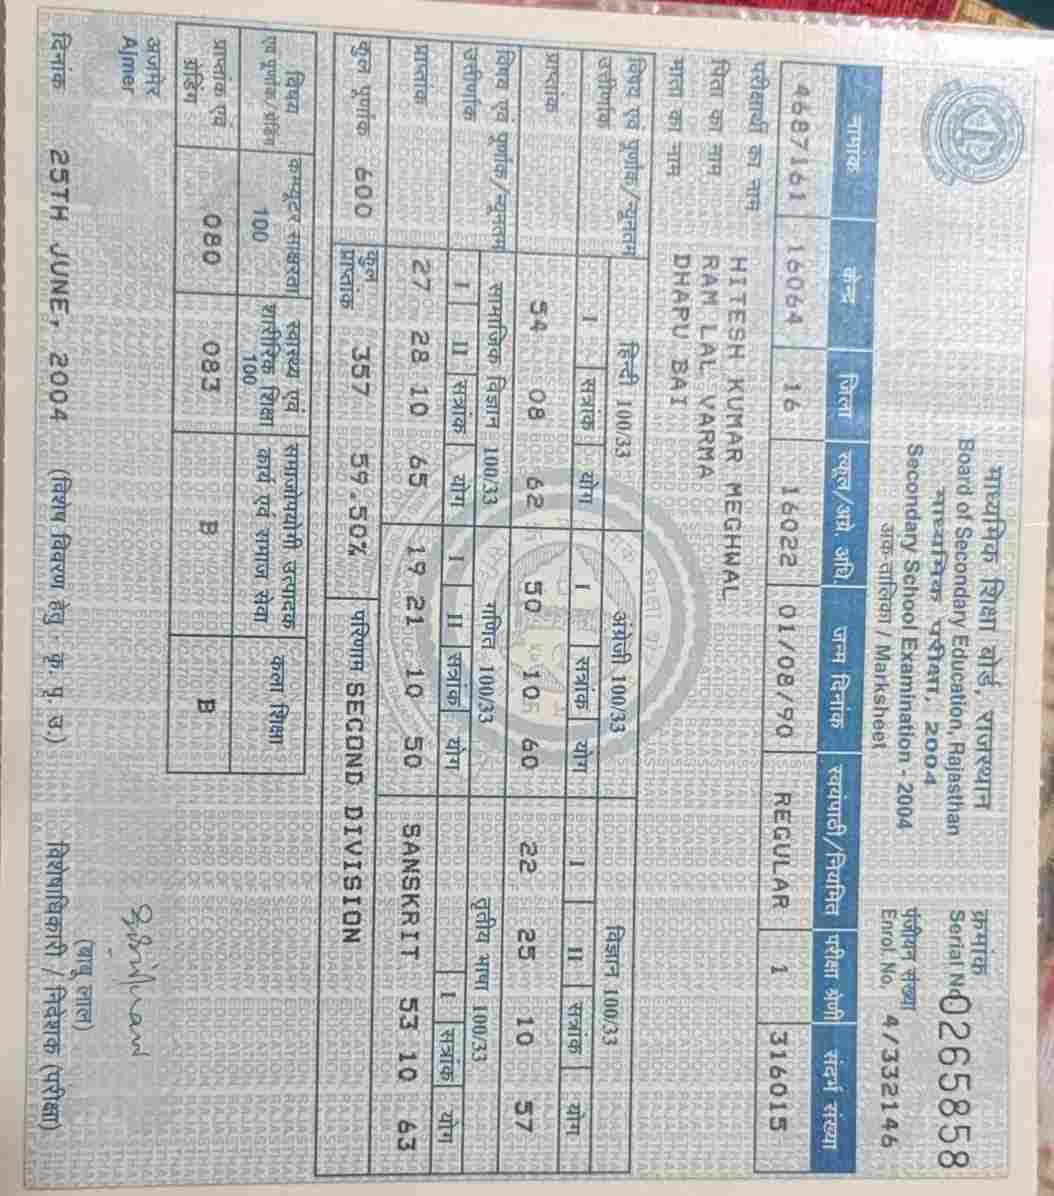 माध्यमिक शिक्षा बोर्ड, राजस्थान
Board of Secondary Education, Rajasthan
माध्यमिक परीक्षा, 2004
Secondary School Examination - 2004
अंक तालिका / Marksheet
क्रमांक
Serial No 0265858
पंजीयन संख्या
Enrol. No. 4/332146
नामांक केन्द्र जिला स्कूल/अग्रे. अधि. जन्म दिनांक स्वयंपाठी/नियमित परीक्षा श्रेणी संदर्भ संख्या
4687161 16064 16 16022 01/08/90 REGULAR 1 316015
परीक्षार्थी का नाम HITESH KUMAR MEGHWAL
पिता का नाम RAM LAL VARMA
माता का नाम DHAPU BAI
विषय एवं पूर्णांक/न्यूनतम उत्तीर्णांक हिन्दी 100/33 अंग्रेजी 100/33 विज्ञान 100/33
I सत्रांक योग I सत्रांक योग I II सत्रांक योग
प्राप्तांक 54 08 62 50 10 60 22 25 10 57
विषय एवं पूर्णांक/न्यूनतम उत्तीर्णांक सामाजिक विज्ञान 100/33 गणित 100/33 तृतीय भाषा 100/33
I II सत्रांक योग I II सत्रांक योग I सत्रांक योग
प्राप्तांक 27 28 10 65 19 21 10 50 SANSKRIT 53 10 63
कुल पूर्णांक 600 कुल प्राप्तांक 357 59.50% परिणाम SECOND DIVISION
विषय एवं पूर्णांक/ग्रेडिंग कम्प्यूटर साक्षरता 100 स्वास्थ्य एवं शारीरिक शिक्षा 100 समाजोपयोगी उत्पादक कार्य एवं समाज सेवा कला शिक्षा
प्राप्तांक एवं ग्रेडिंग 080 083 B B
अजमेर
Ajmer
दिनांक 25TH JUNE, 2004 (विशेष विवरण हेतु कृ. पृ. उ.)
(बाबू लाल)
विशेषाधिकारी / निदेशक (परीक्षा)